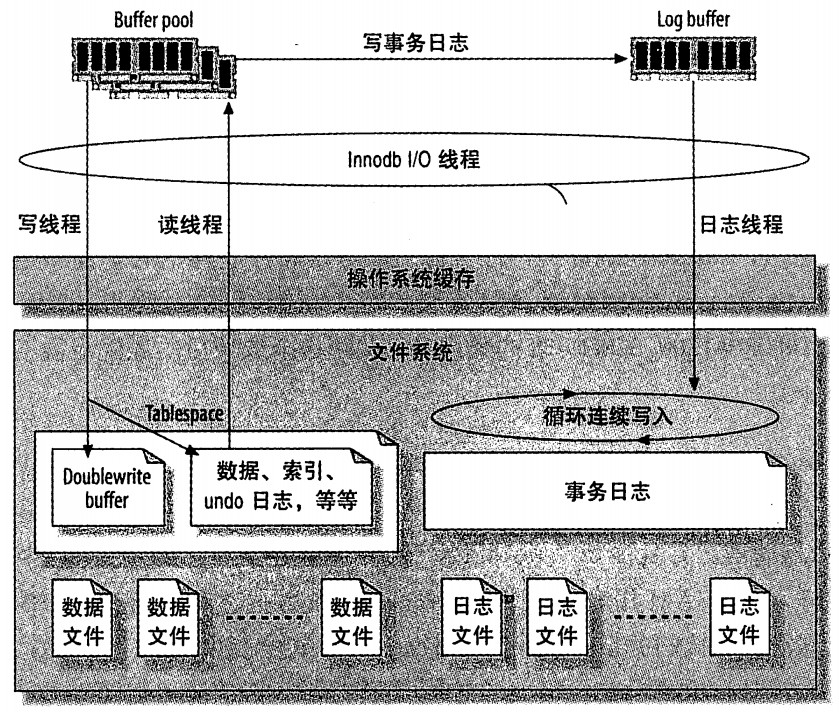 Buffer pool
Log buffer
写事务日志
Innodb I/O 线程
写线程
读线程
日志线程
操作系统缓存
文件系统
Tablespace
循环连续写入
Doublewrite
buffer
数据、索引、
undo 日志，等等
事务日志
数据
文件
数据
文件
数据
文件
日志
文件
日志
文件
日志
文件